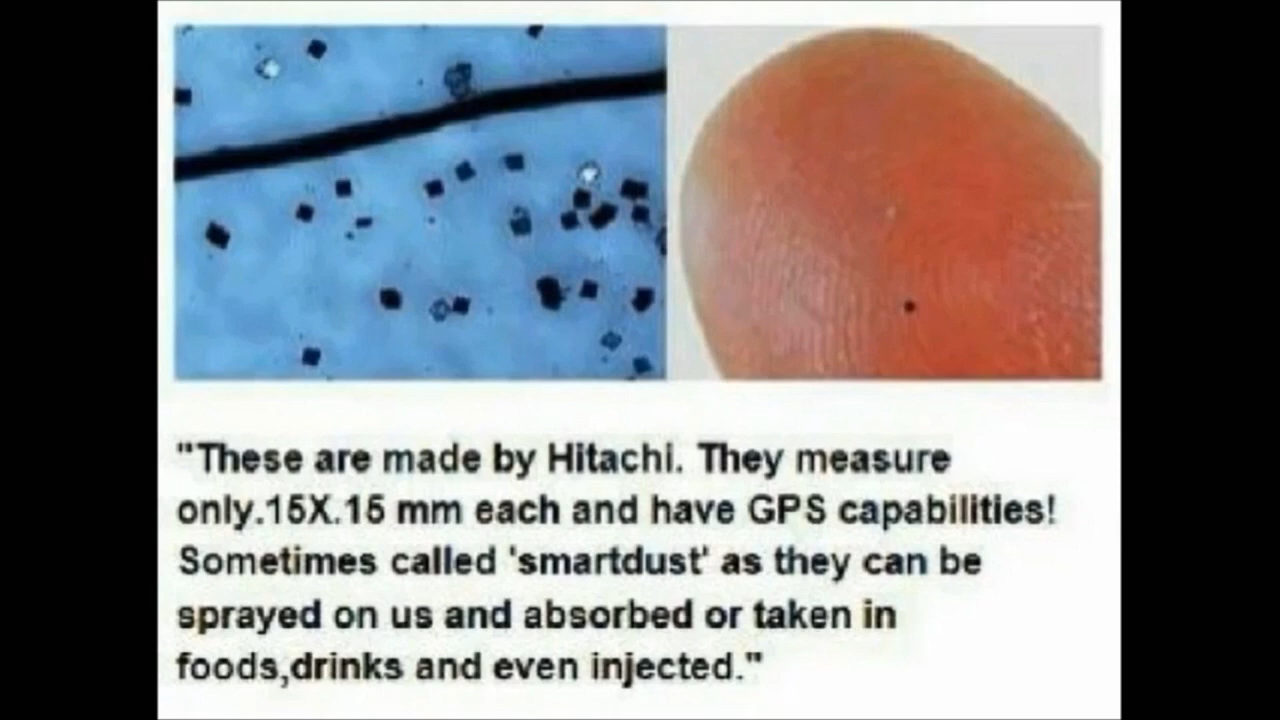 "These are made by Hitachi. They measure
only.15X.15 mm each and have GPS capabilities!
Sometimes called 'smartdust' as they can be
sprayed on us and absorbed or taken in
foods,drinks and even injected."